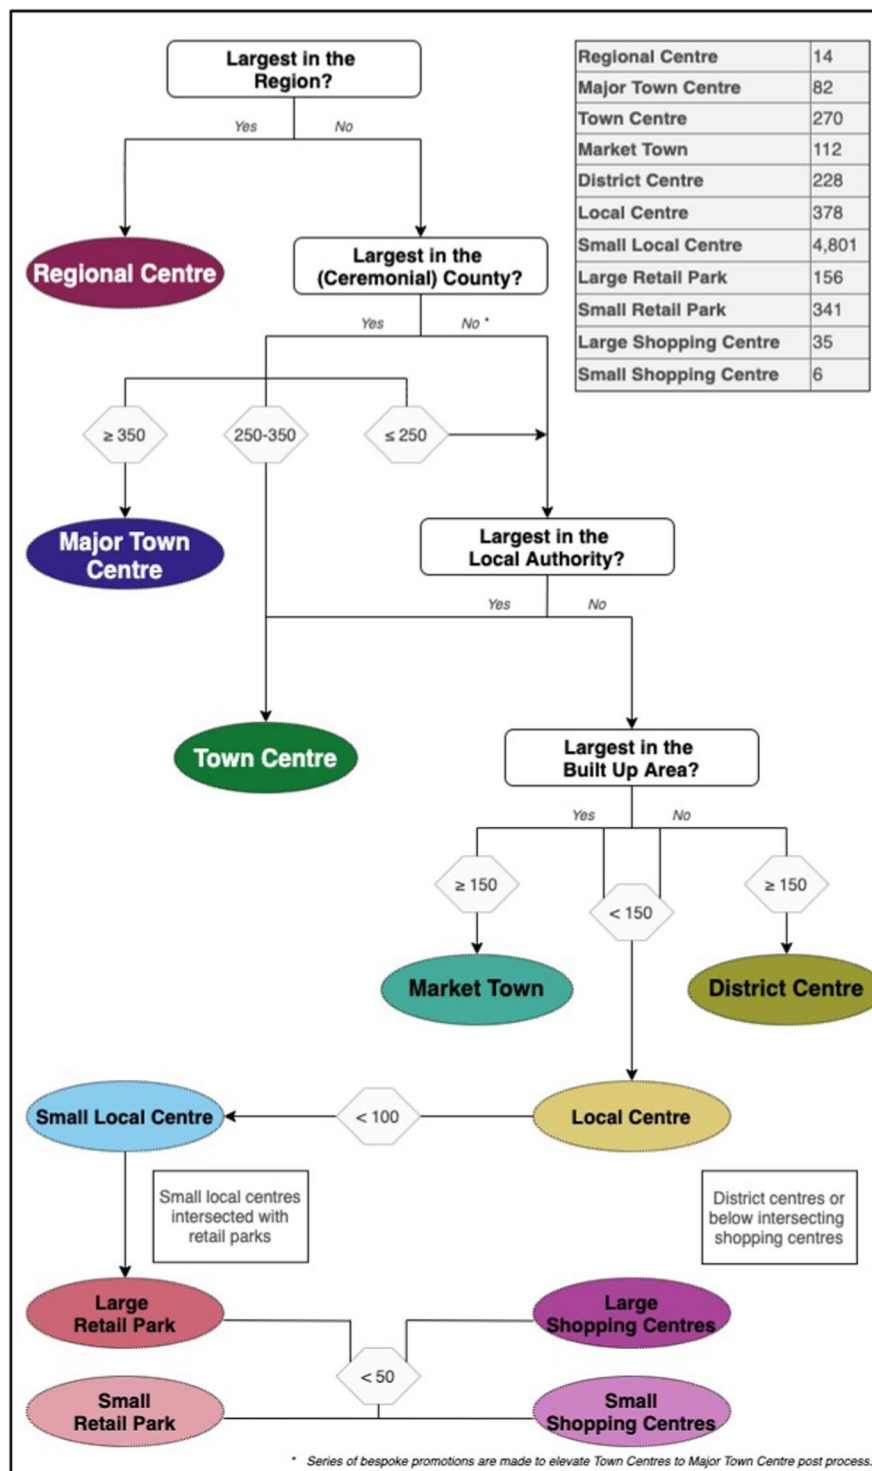 Largest in the
Region?
Yes No
Regional Centre
Regional Centre 14
Major Town Centre 82
Town Centre 270
Market Town 112
District Centre 228
Local Centre 378
Small Local Centre 4,801
Large Retail Park 156
Small Retail Park 341
Large Shopping Centre 35
Small Shopping Centre 6
Largest in the
(Ceremonial) County?
Yes No *
≥ 350 250-350 ≤ 250
Major Town
Centre
Largest in the
Local Authority?
Yes No
Town Centre
Largest in the
Built Up Area?
Yes No
≥ 150 < 150 ≥ 150
Market Town District Centre
Small Local Centre < 100 Local Centre
Small local centres
intersected with
retail parks
District centres or
below intersecting
shopping centres
Large
Retail Park
Large
Shopping Centres
< 50
Small
Retail Park
Small
Shopping Centres
* Series of bespoke promotions are made to elevate Town Centres to Major Town Centre post process.